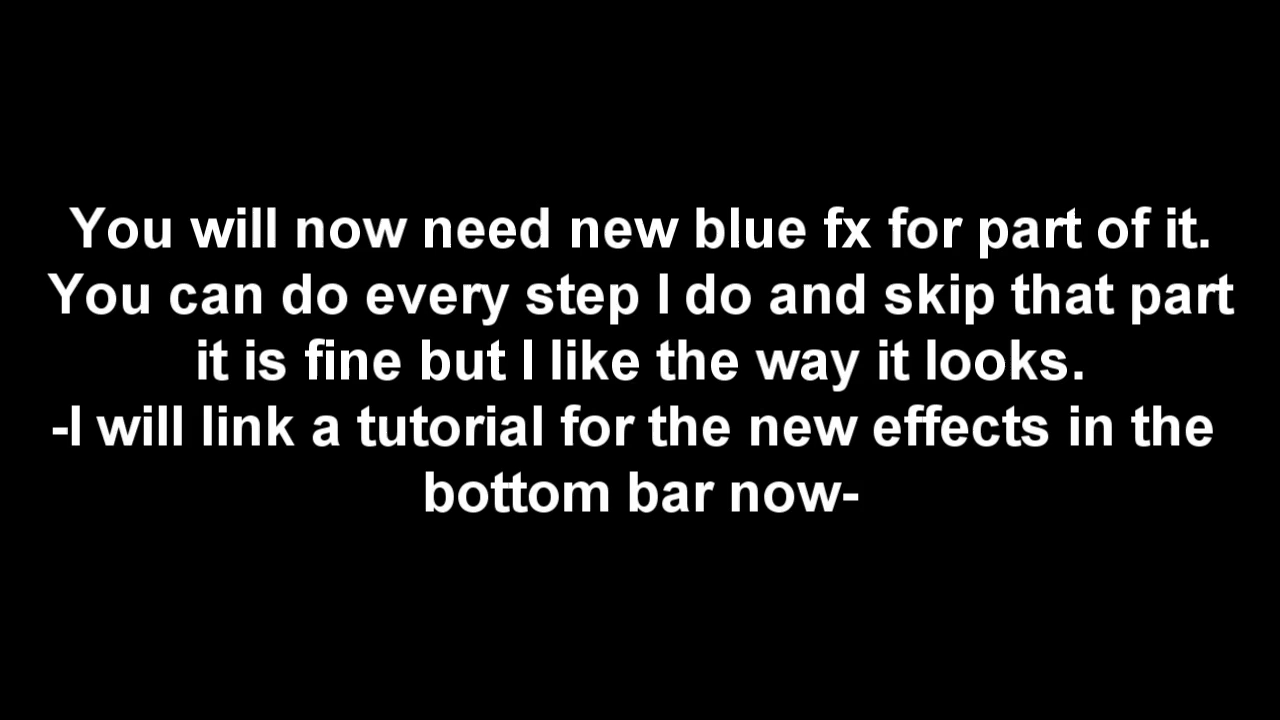 You will now need new blue fx for part of it.
You can do every step I do and skip that part
it is fine but I like the way it looks.
-I will link a tutorial for the new effects in the
bottom bar now-